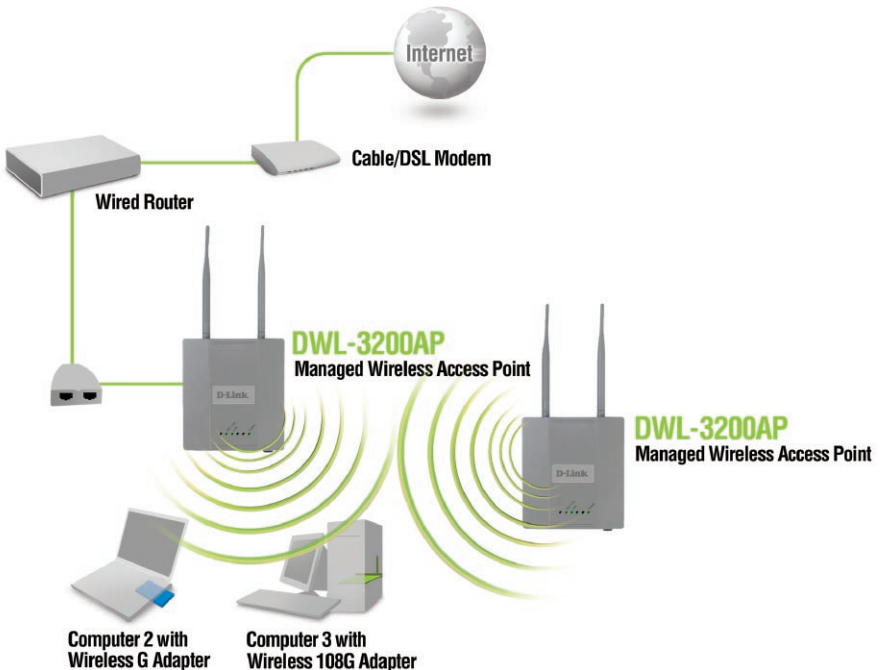 Internet
Cable/DSL Modem
Wired Router
DWL-3200AP
Managed Wireless Access Point
D-Link
DWL-3200AP
Managed Wireless Access Point
D-Link
Computer 2 with
Wireless G Adapter
Computer 3 with
Wireless 108G Adapter